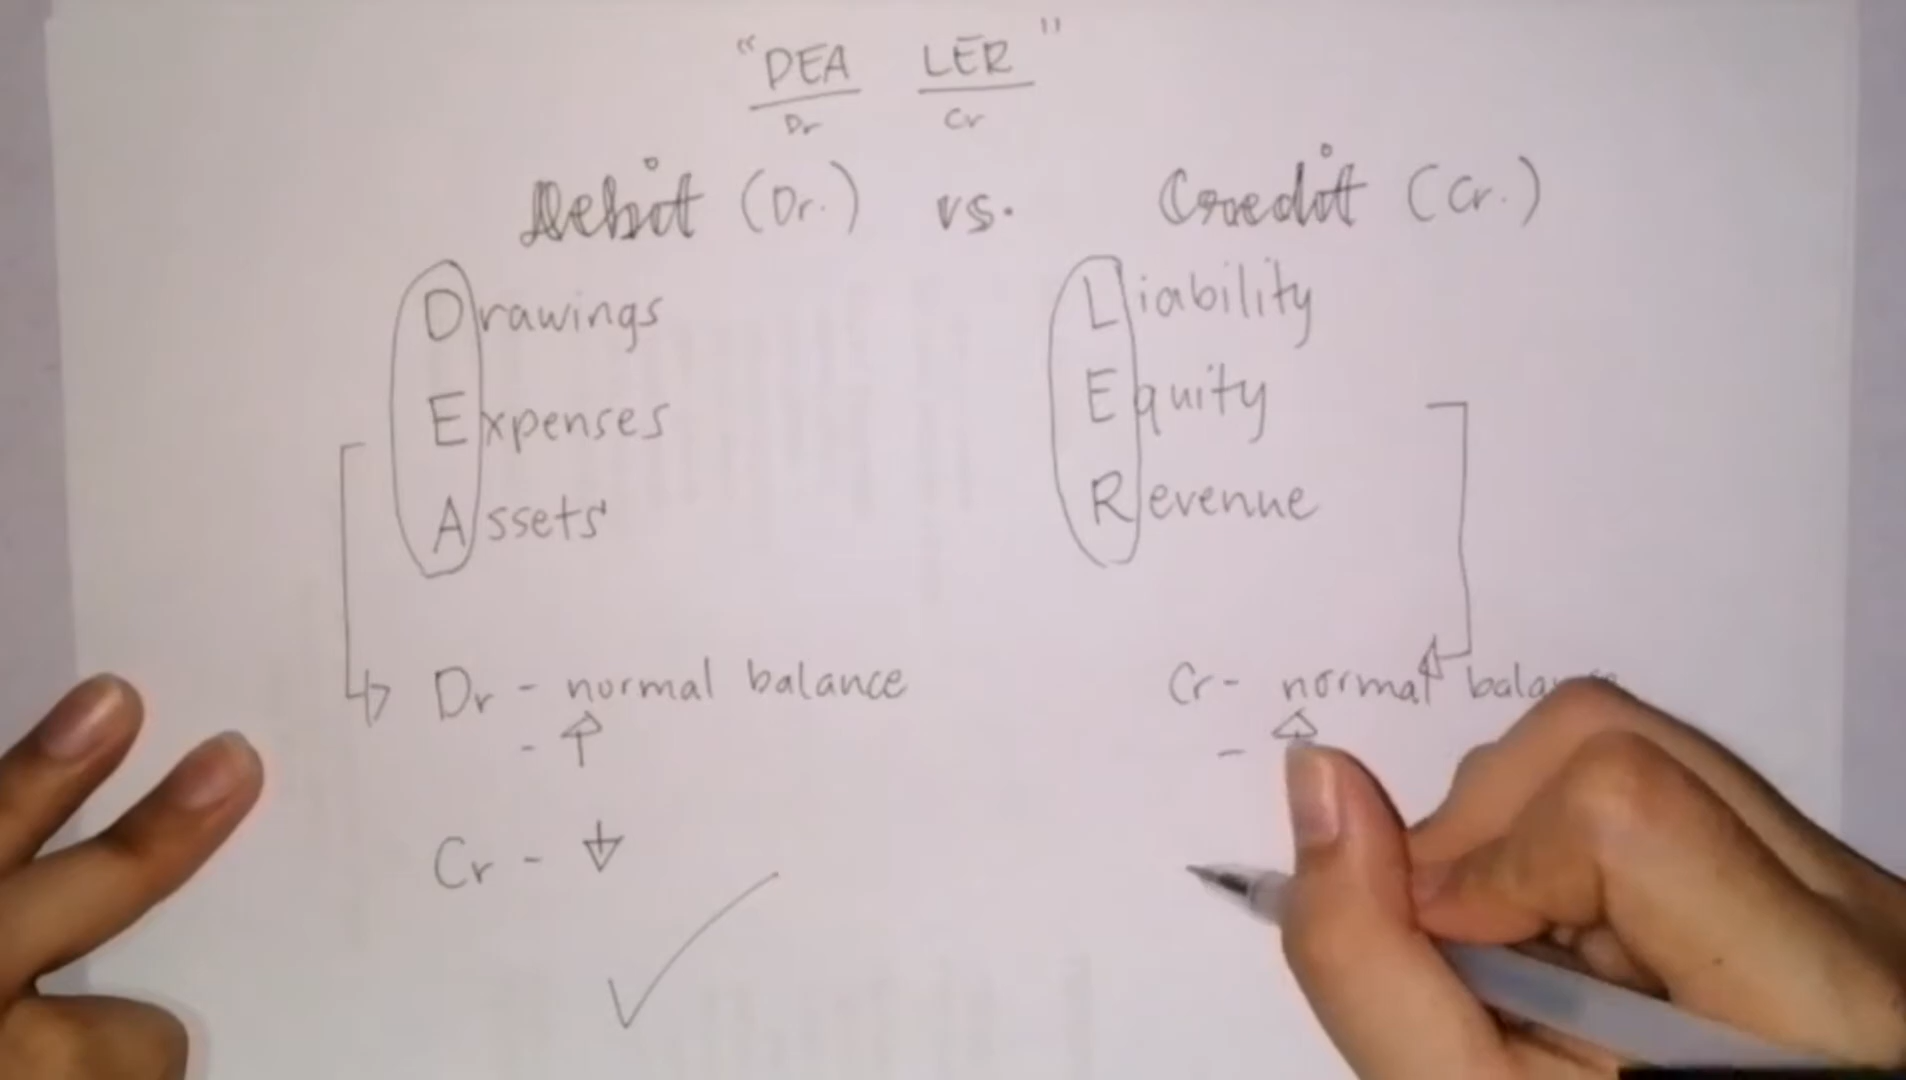 "DEA LER"
Dr Cr
Debit (Dr.) vs. Credit (Cr.)
Drawings
Expenses
Assets
Liability
Equity
Revenue
Dr - normal balance
- ↑
Cr - ↓
Cr - normal balance
- ↑